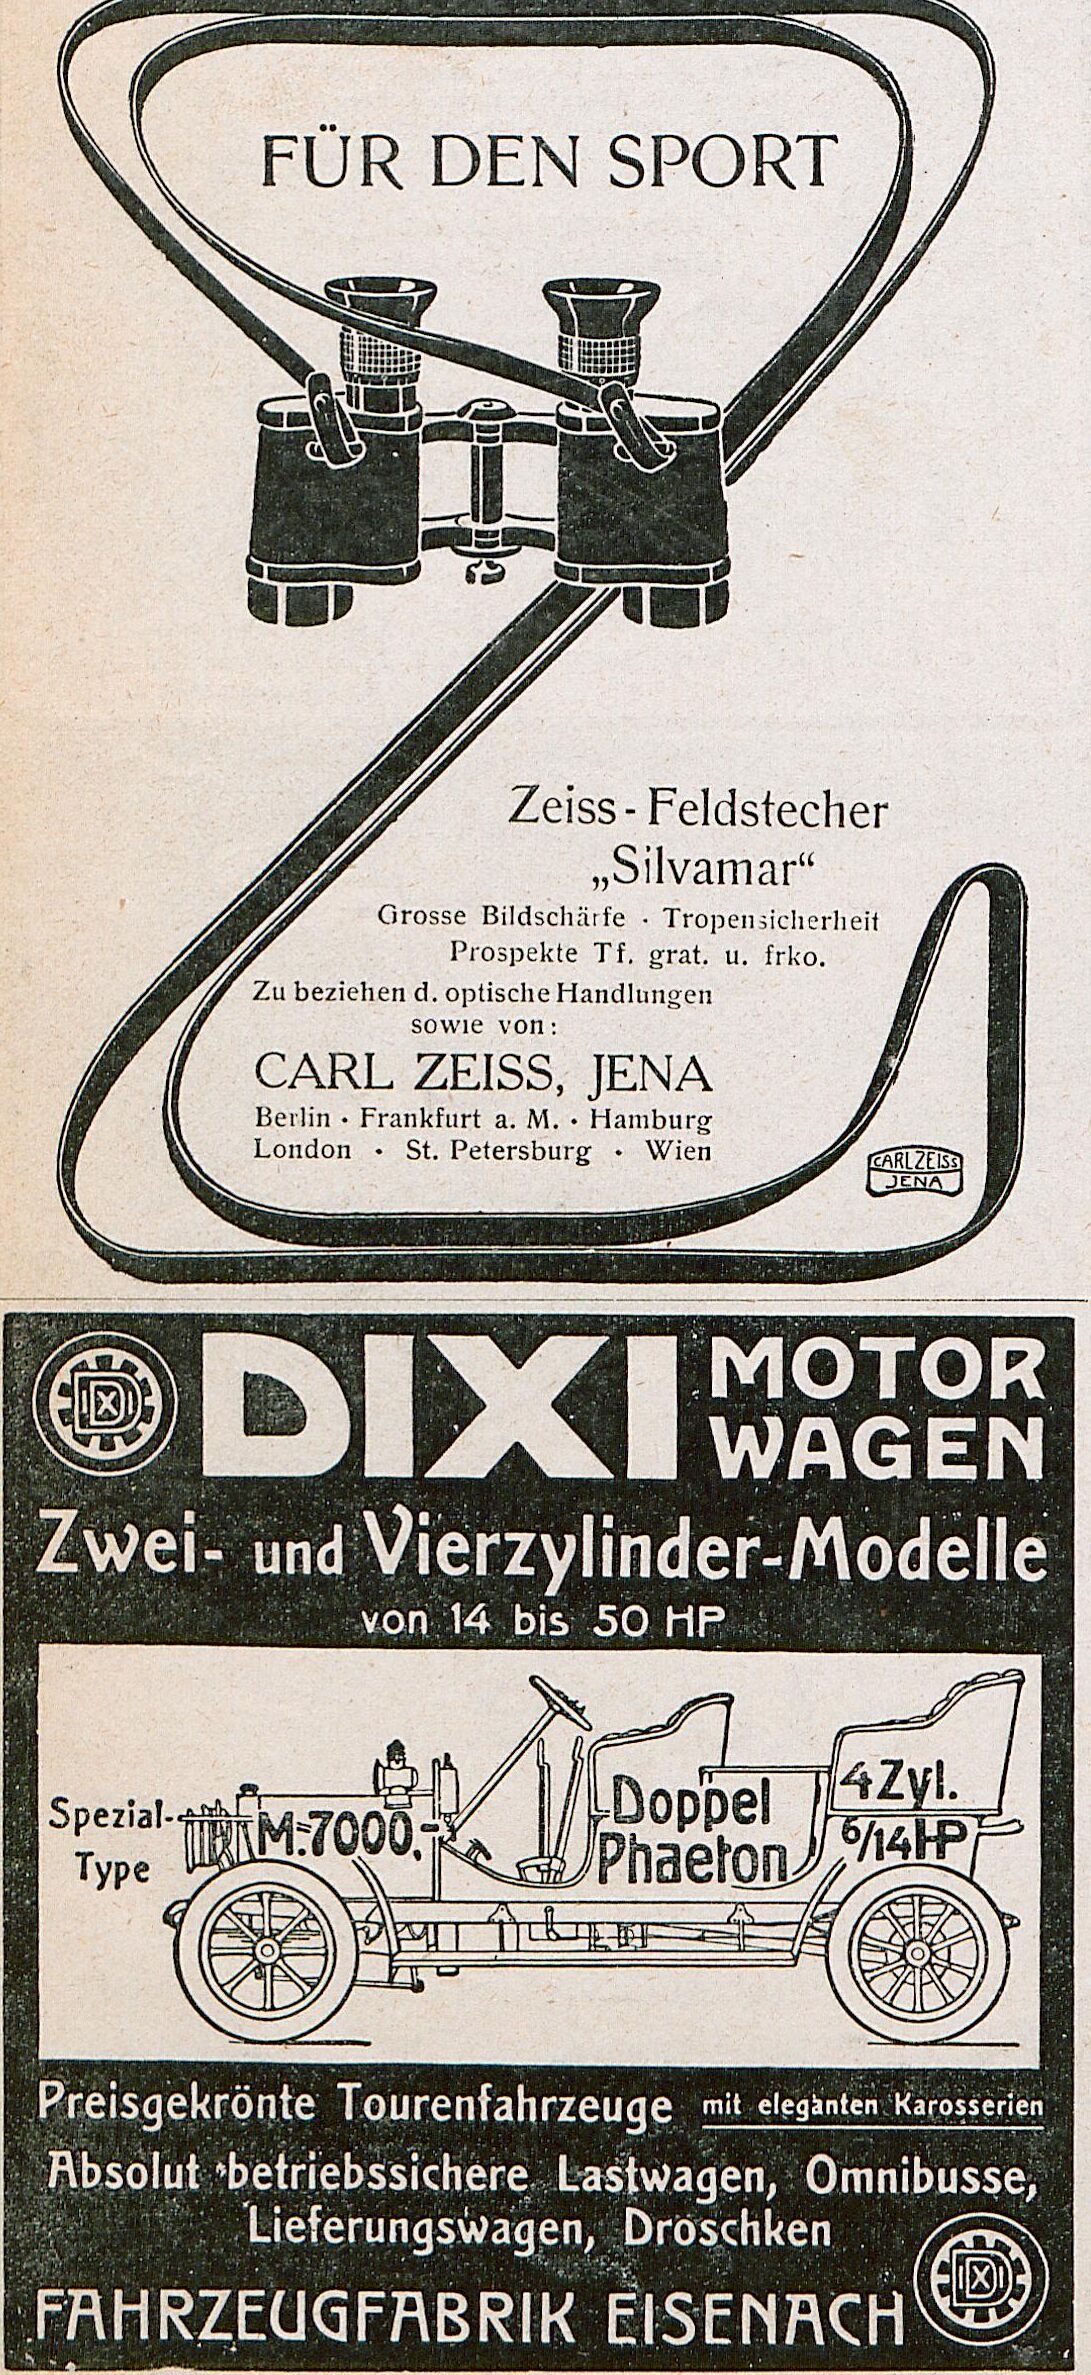 FÜR DEN SPORT
Zeiss-Feldstecher
„Silvamar“
Grosse Bildschärfe · Tropensicherheit
Prospekte Tf. grat. u. frko.
Zu beziehen d. optische Handlungen
sowie von:
CARL ZEISS, JENA
Berlin · Frankfurt a. M. · Hamburg
London · St. Petersburg · Wien
CARL ZEISS
JENA
DIXI
DIXI MOTOR
WAGEN
Zwei- und Vierzylinder-Modelle
von 14 bis 50 HP
Spezial-
Type
M:7000.-
Doppel
Phaeton
4 Zyl.
6/14 HP
Preisgekrönte Tourenfahrzeuge mit eleganten Karosserien
Absolut betriebssichere Lastwagen, Omnibusse,
Lieferungswagen, Droschken
FAHRZEUGFABRIK EISENACH
DIXI